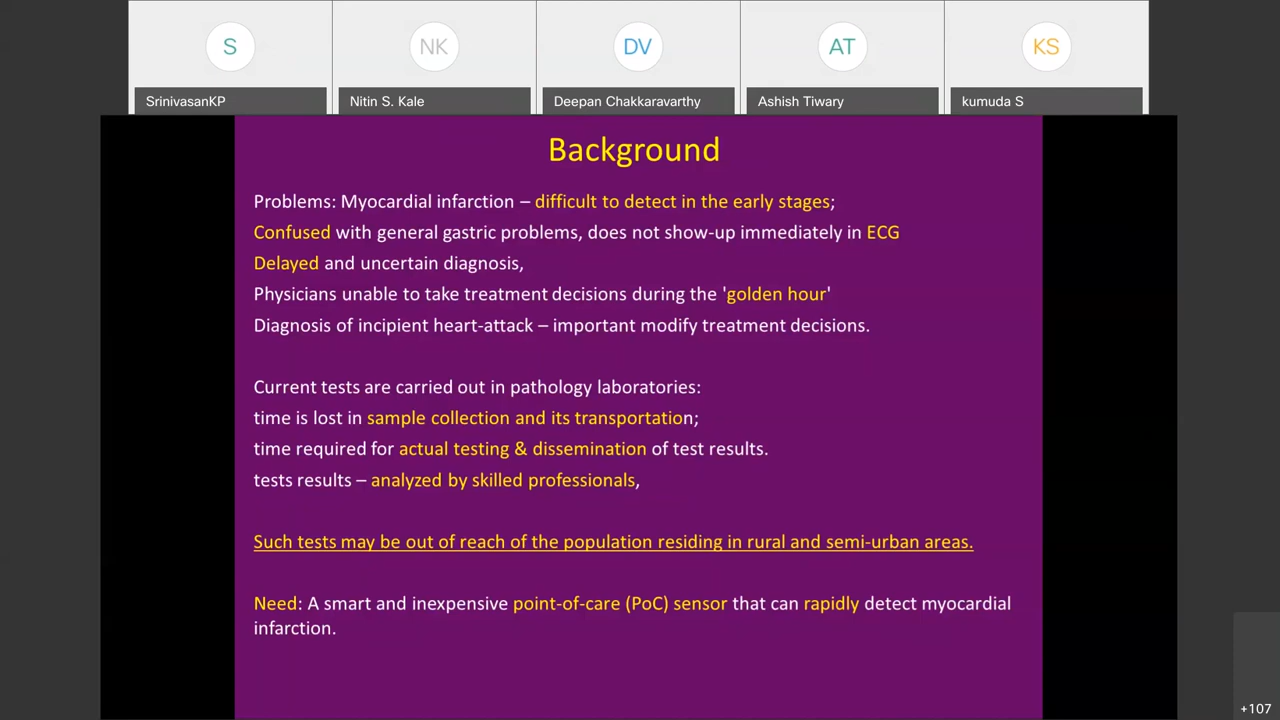 S
NK
DV
AT
KS
SrinivasanKP
Nitin S. Kale
Deepan Chakkaravarthy
Ashish Tiwary
kumuda S
Background
Problems: Myocardial infarction – difficult to detect in the early stages;
Confused with general gastric problems, does not show-up immediately in ECG
Delayed and uncertain diagnosis,
Physicians unable to take treatment decisions during the 'golden hour'
Diagnosis of incipient heart-attack – important modify treatment decisions.
Current tests are carried out in pathology laboratories:
time is lost in sample collection and its transportation;
time required for actual testing & dissemination of test results.
tests results – analyzed by skilled professionals,
Such tests may be out of reach of the population residing in rural and semi-urban areas.
Need: A smart and inexpensive point-of-care (PoC) sensor that can rapidly detect myocardial
infarction.
+107